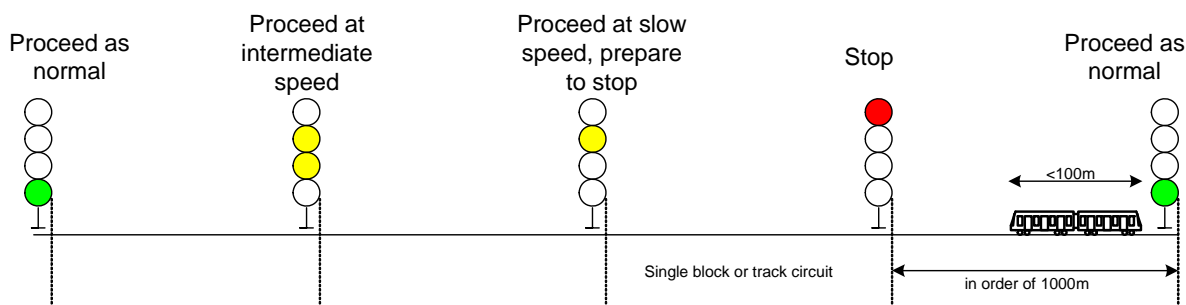 Proceed as
normal
Proceed at
intermediate
speed
Proceed at slow
speed, prepare
to stop
Stop
Proceed as
normal
<100m
Single block or track circuit
in order of 1000m